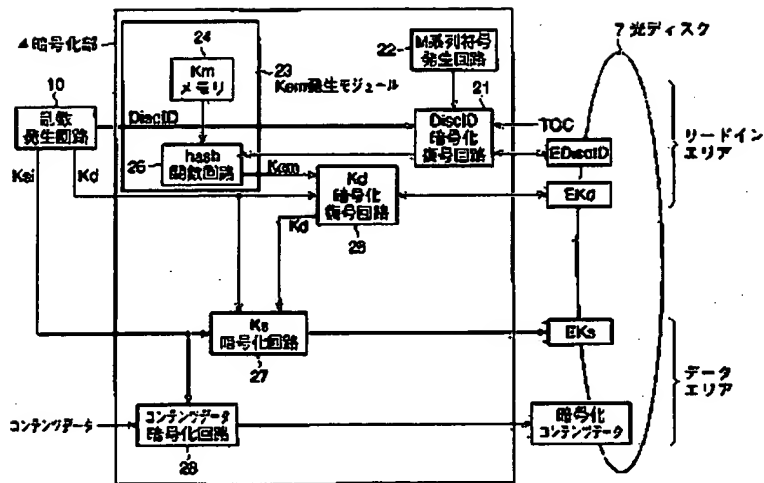 4 暗号化部
24
Km
メモリ
23
Kem発生モジュール
22
M系列符号
発生回路
21
7 光ディスク
10
乱数
発生回路
DiscID
DiscID
暗号化
復号回路
TOC
EDiscID
リードイン
エリア
26
hash
関数回路
Kem
Ksi
Kd
Kd
暗号化
復号回路
Kd
EKd
Ks
暗号化回路
27
EKs
データ
エリア
コンテンツデータ
コンテンツデータ
暗号化回路
28
暗号化
コンテンツデータ